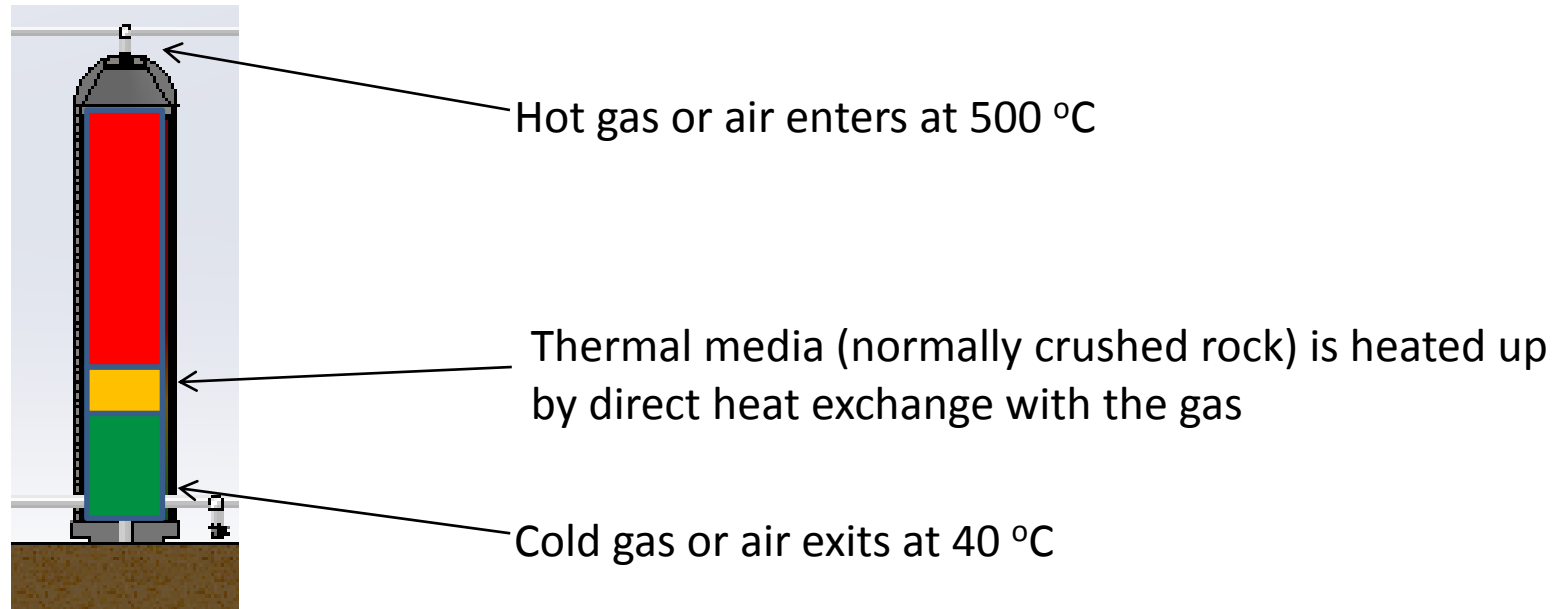 Hot gas or air enters at 500 °C
Thermal media (normally crushed rock) is heated up
by direct heat exchange with the gas
Cold gas or air exits at 40 °C